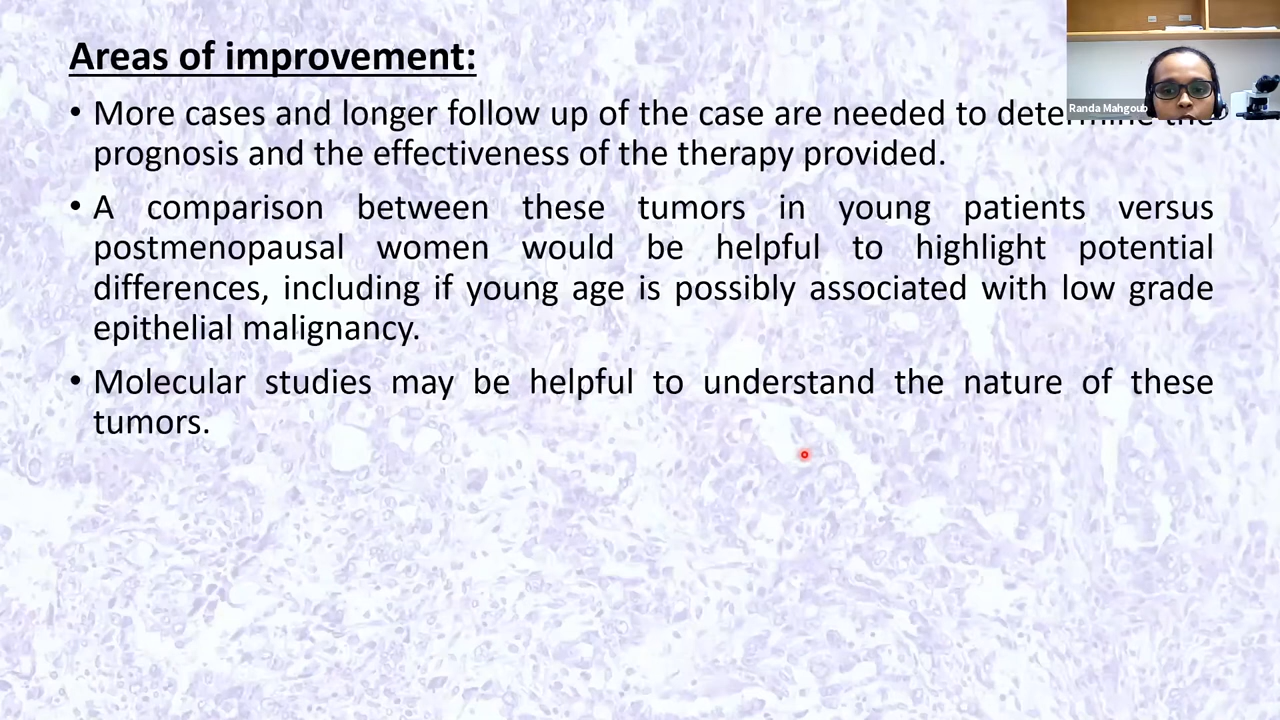 Areas of improvement:
• More cases and longer follow up of the case are needed to determine the
prognosis and the effectiveness of the therapy provided.
• A comparison between these tumors in young patients versus
postmenopausal women would be helpful to highlight potential
differences, including if young age is possibly associated with low grade
epithelial malignancy.
• Molecular studies may be helpful to understand the nature of these
tumors.
Randa Mahgoub